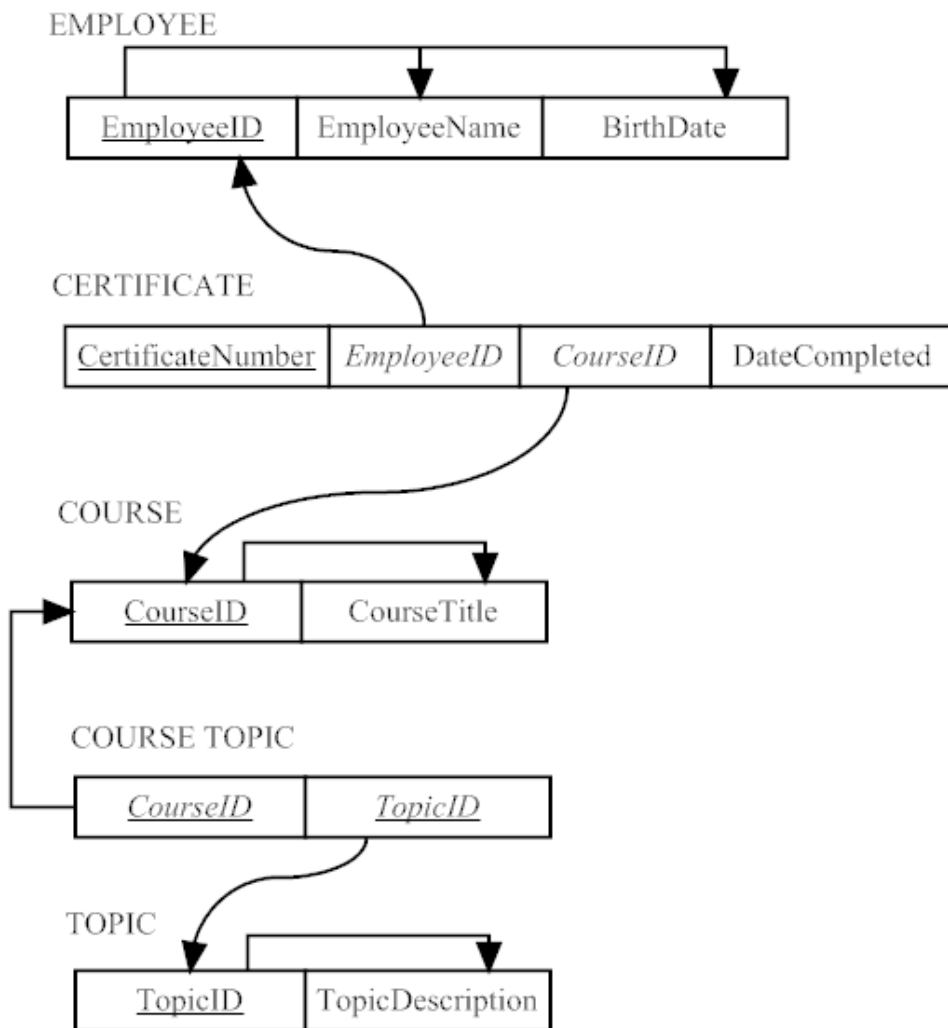 EMPLOYEE
EmployeeID EmployeeName BirthDate
CERTIFICATE
CertificateNumber EmployeeID CourseID DateCompleted
COURSE
CourseID CourseTitle
COURSE TOPIC
CourseID TopicID
TOPIC
TopicID TopicDescription